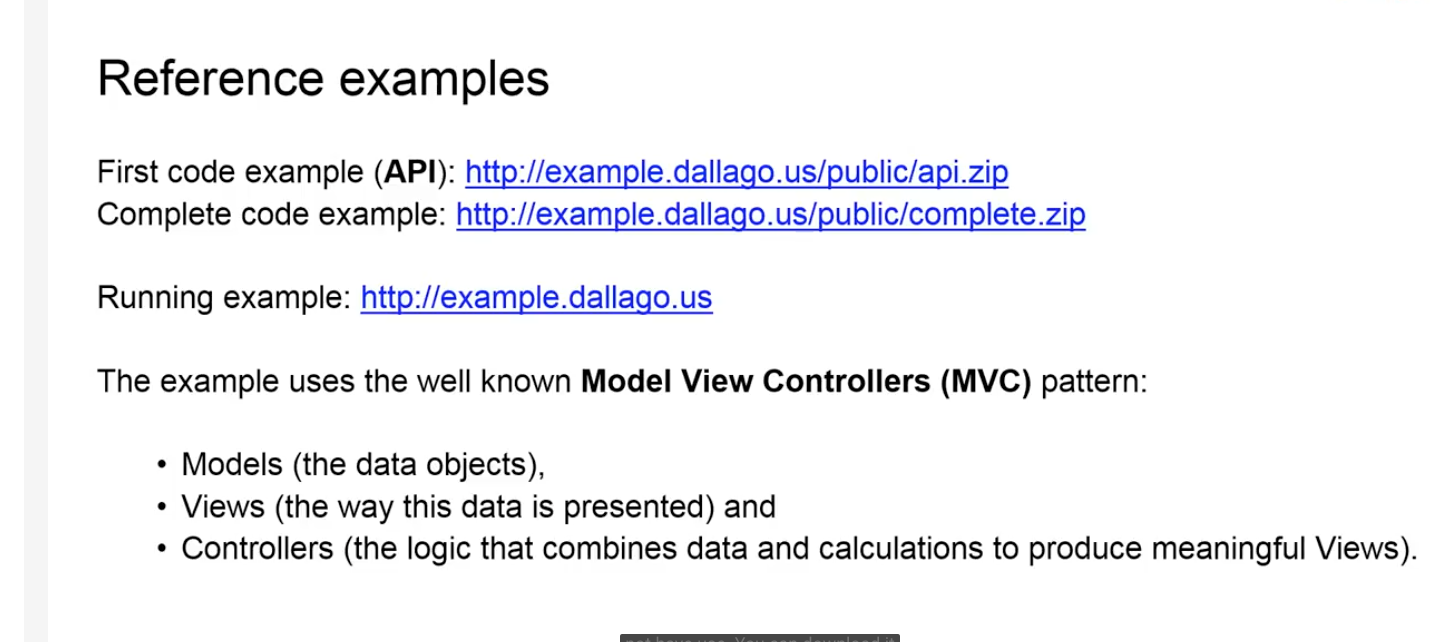 Reference examples
First code example (API): http://example.dallago.us/public/api.zip
Complete code example: http://example.dallago.us/public/complete.zip
Running example: http://example.dallago.us
The example uses the well known Model View Controllers (MVC) pattern:
• Models (the data objects),
• Views (the way this data is presented) and
• Controllers (the logic that combines data and calculations to produce meaningful Views).